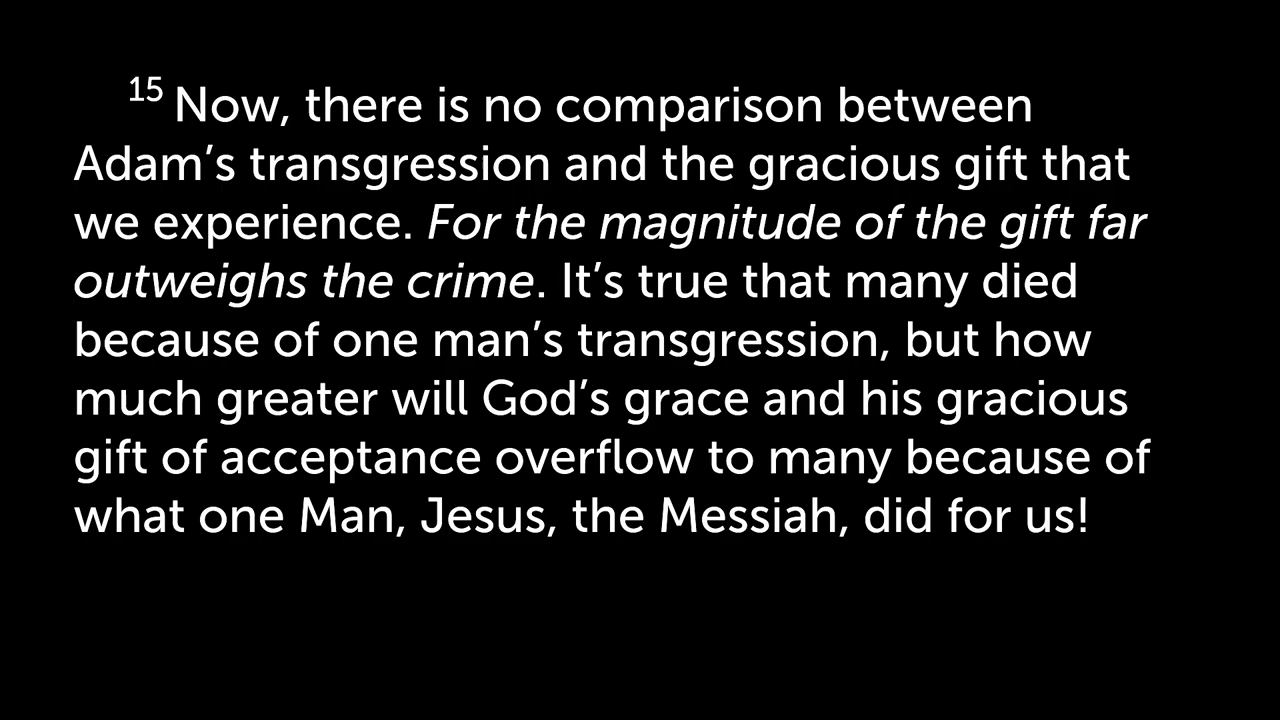 15 Now, there is no comparison between
Adam’s transgression and the gracious gift that
we experience. For the magnitude of the gift far
outweighs the crime. It’s true that many died
because of one man’s transgression, but how
much greater will God’s grace and his gracious
gift of acceptance overflow to many because of
what one Man, Jesus, the Messiah, did for us!